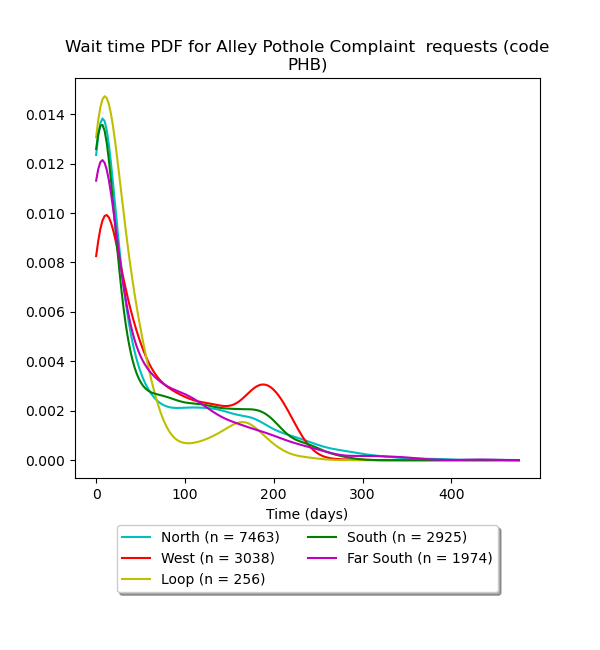 Wait time PDF for Alley Pothole Complaint  requests (code
PHB)
0.014
0.012
0.010
0.008
0.006
0.004
0.002
0.000
0 100 200 300 400
Time (days)
North (n = 7463) South (n = 2925)
West (n = 3038) Far South (n = 1974)
Loop (n = 256)